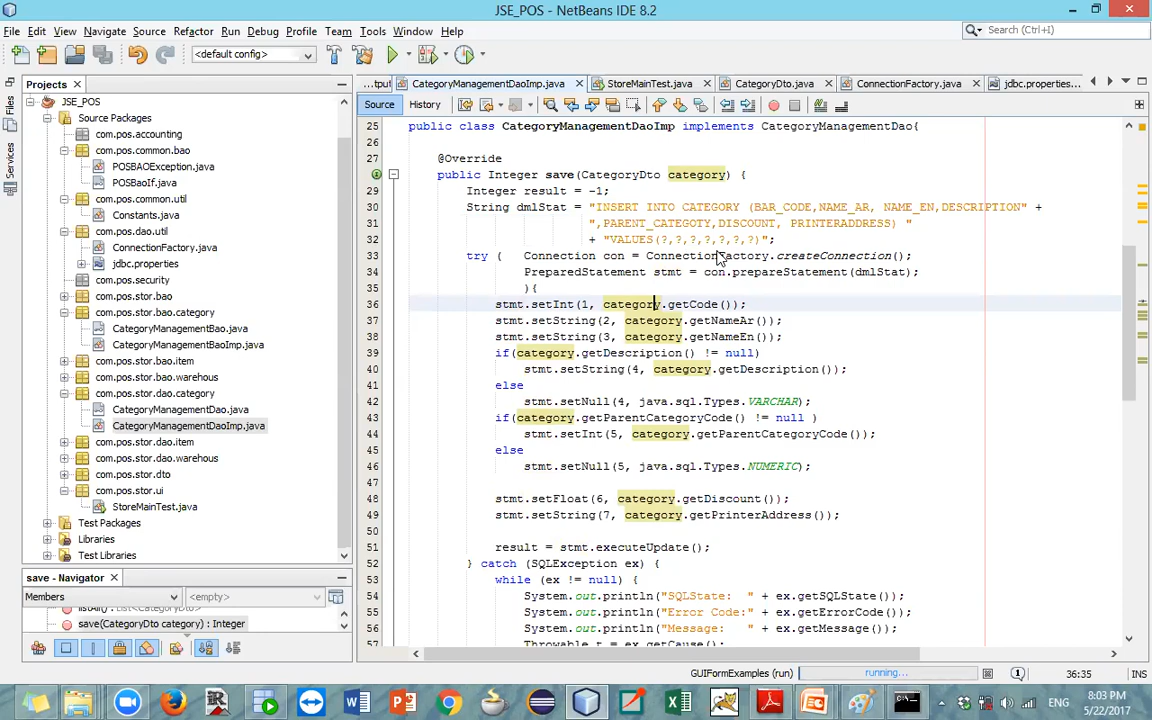 JSE_POS - NetBeans IDE 8.2
File Edit View Navigate Source Refactor Run Debug Profile Team Tools Window Help
Search (Ctrl+I)
<default config>
Projects
...tput CategoryManagementDaoImp.java StoreMainTest.java CategoryDto.java ConnectionFactory.java jdbc.properties...
Source History
Files
Services
JSE_POS
Source Packages
com.pos.accounting
com.pos.common.bao
POSBAOException.java
POSBaoIf.java
com.pos.common.util
Constants.java
com.pos.dao.util
ConnectionFactory.java
jdbc.properties
com.pos.security
com.pos.stor.bao
com.pos.stor.bao.category
CategoryManagementBao.java
CategoryManagementBaoImpl.java
com.pos.stor.bao.item
com.pos.stor.bao.warehous
com.pos.stor.dao.category
CategoryManagementDao.java
CategoryManagementDaoImp.java
com.pos.stor.dao.item
com.pos.stor.dao.warehous
com.pos.stor.dto
com.pos.stor.ui
StoreMainTest.java
Test Packages
Libraries
Test Libraries
save - Navigator
Members <empty>
listAll() : List<CategoryDto>
save(CategoryDto category) : Integer
25 public class CategoryManagementDaoImp implements CategoryManagementDao{
26
27 @Override
public Integer save(CategoryDto category) {
29 Integer result = -1;
30 String dmlStat = "INSERT INTO CATEGORY (BAR_CODE,NAME_AR, NAME_EN,DESCRIPTION" +
31 ",PARENT_CATEGOTY,DISCOUNT, PRINTERADDRESS) "
32 + "VALUES(?,?,?,?,?,?,?)";
33 try ( Connection con = ConnectionFactory.createConnection();
34 PreparedStatement stmt = con.prepareStatement(dmlStat);
35 ){
36 stmt.setInt(1, category.getCode());
37 stmt.setString(2, category.getNameAr());
38 stmt.setString(3, category.getNameEn());
39 if(category.getDescription() != null)
40 stmt.setString(4, category.getDescription());
41 else
42 stmt.setNull(4, java.sql.Types.VARCHAR);
43 if(category.getParentCategoryCode() != null )
44 stmt.setInt(5, category.getParentCategoryCode());
45 else
46 stmt.setNull(5, java.sql.Types.NUMERIC);
47
48 stmt.setFloat(6, category.getDiscount());
49 stmt.setString(7, category.getPrinterAddress());
50
51 result = stmt.executeUpdate();
52 } catch (SQLException ex) {
53 while (ex != null) {
54 System.out.println("SQLState: " + ex.getSQLState());
55 System.out.println("Error Code:" + ex.getErrorCode());
56 System.out.println("Message: " + ex.getMessage());
57 Throwable t = ex.getCause();
GUIFormExamples (run) running... 36:35 INS
ENG
8:03 PM
5/22/2017